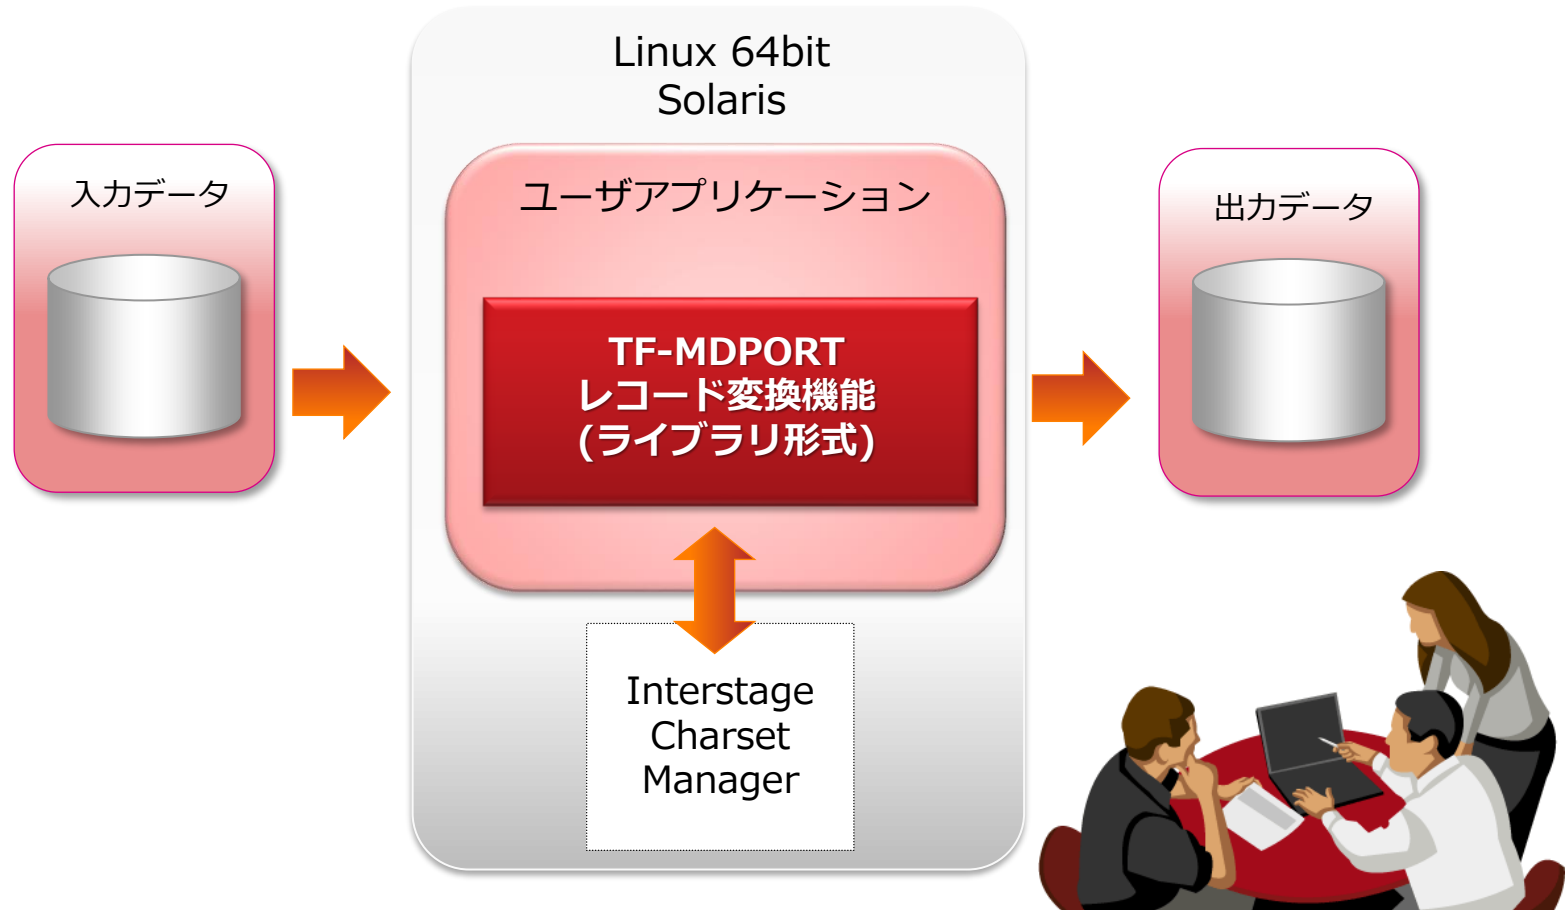 Linux 64bit
Solaris
入力データ
ユーザアプリケーション
出力データ
TF-MDPORT
レコード変換機能
(ライブラリ形式)
Interstage
Charset
Manager